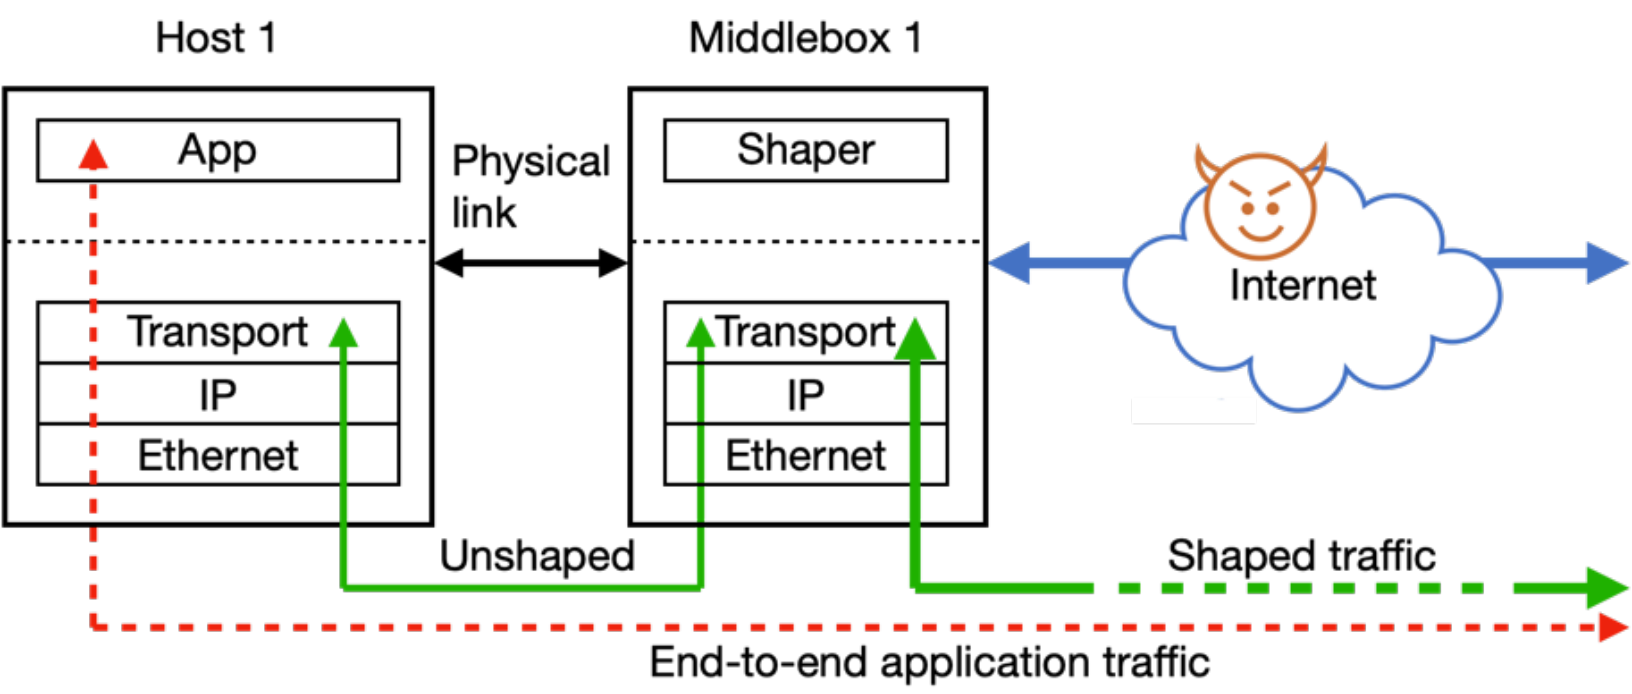 Host 1
Middlebox 1
App
Physical
link
Shaper
Internet
Transport
IP
Ethernet
Transport
IP
Ethernet
Unshaped
Shaped traffic
End-to-end application traffic